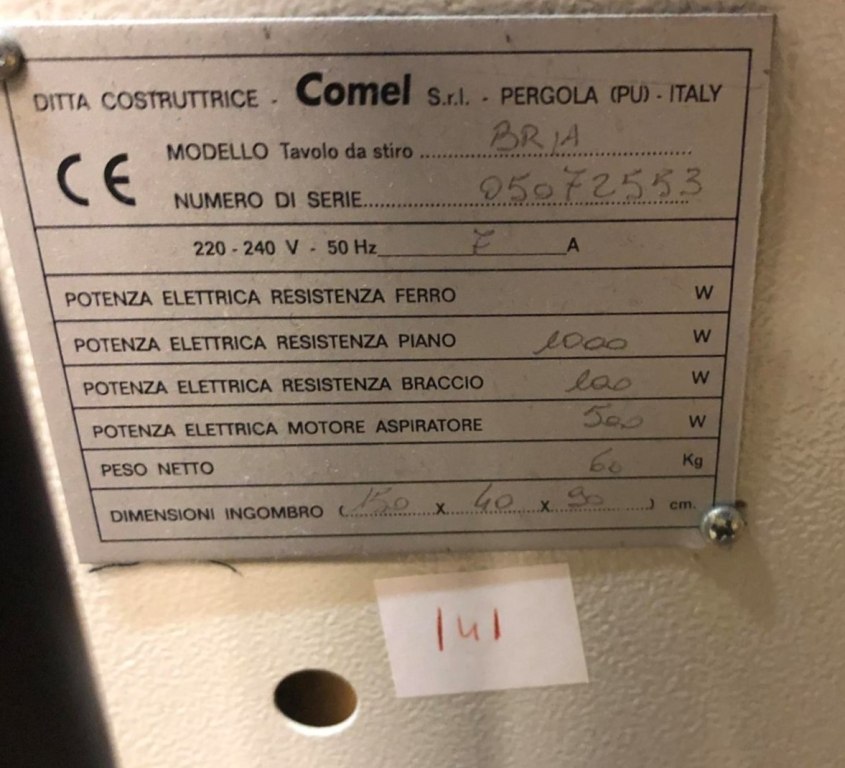 DITTA COSTRUTTRICE - Comel S.r.l. - PERGOLA (PU) - ITALY
CE MODELLO Tavolo da stiro BR/A
NUMERO DI SERIE 05072553
220 - 240 V - 50 Hz 7 A
POTENZA ELETTRICA RESISTENZA FERRO W
POTENZA ELETTRICA RESISTENZA PIANO 1000 W
POTENZA ELETTRICA RESISTENZA BRACCIO 100 W
POTENZA ELETTRICA MOTORE ASPIRATORE 500 W
PESO NETTO 60 Kg
DIMENSIONI INGOMBRO (150 x 40 x 90) cm.
141